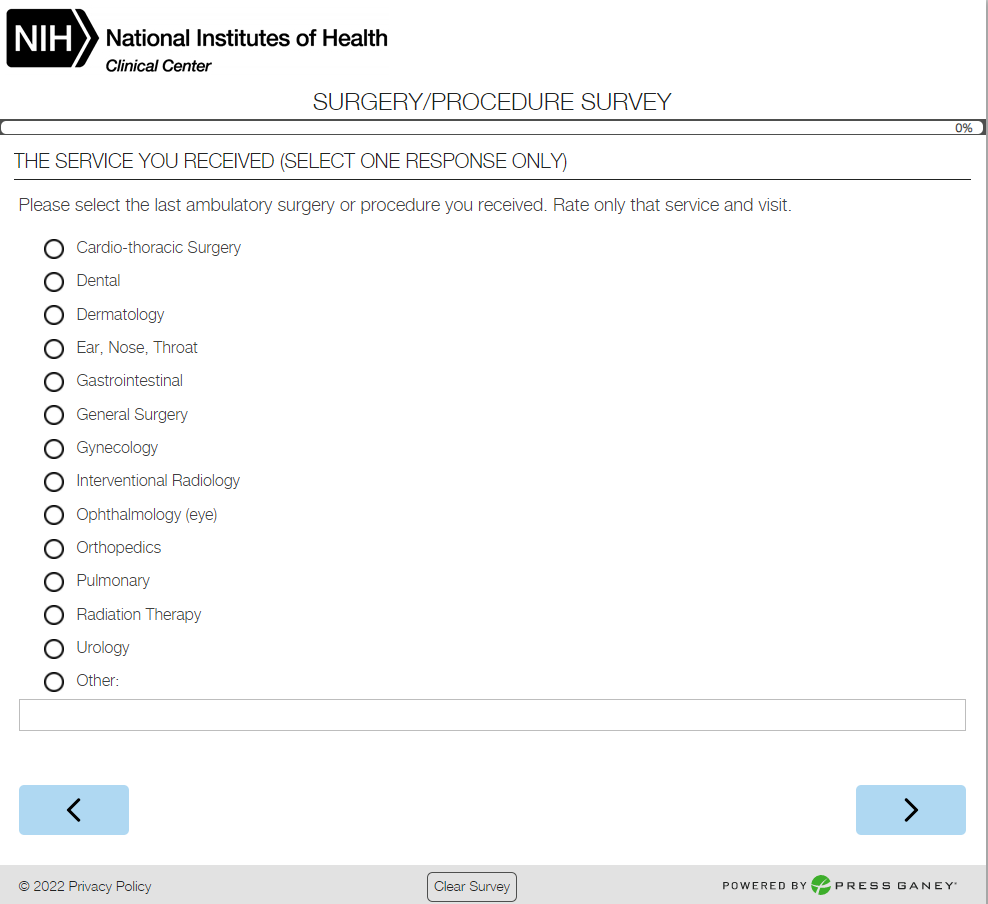 NIH
National Institutes of Health
Clinical Center
SURGERY/PROCEDURE SURVEY
0%
THE SERVICE YOU RECEIVED (SELECT ONE RESPONSE ONLY)
Please select the last ambulatory surgery or procedure you received. Rate only that service and visit.
Cardio-thoracic Surgery
Dental
Dermatology
Ear, Nose, Throat
Gastrointestinal
General Surgery
Gynecology
Interventional Radiology
Ophthalmology (eye)
Orthopedics
Pulmonary
Radiation Therapy
Urology
Other:
© 2022 Privacy Policy
Clear Survey
POWERED BY PRESS GANEY